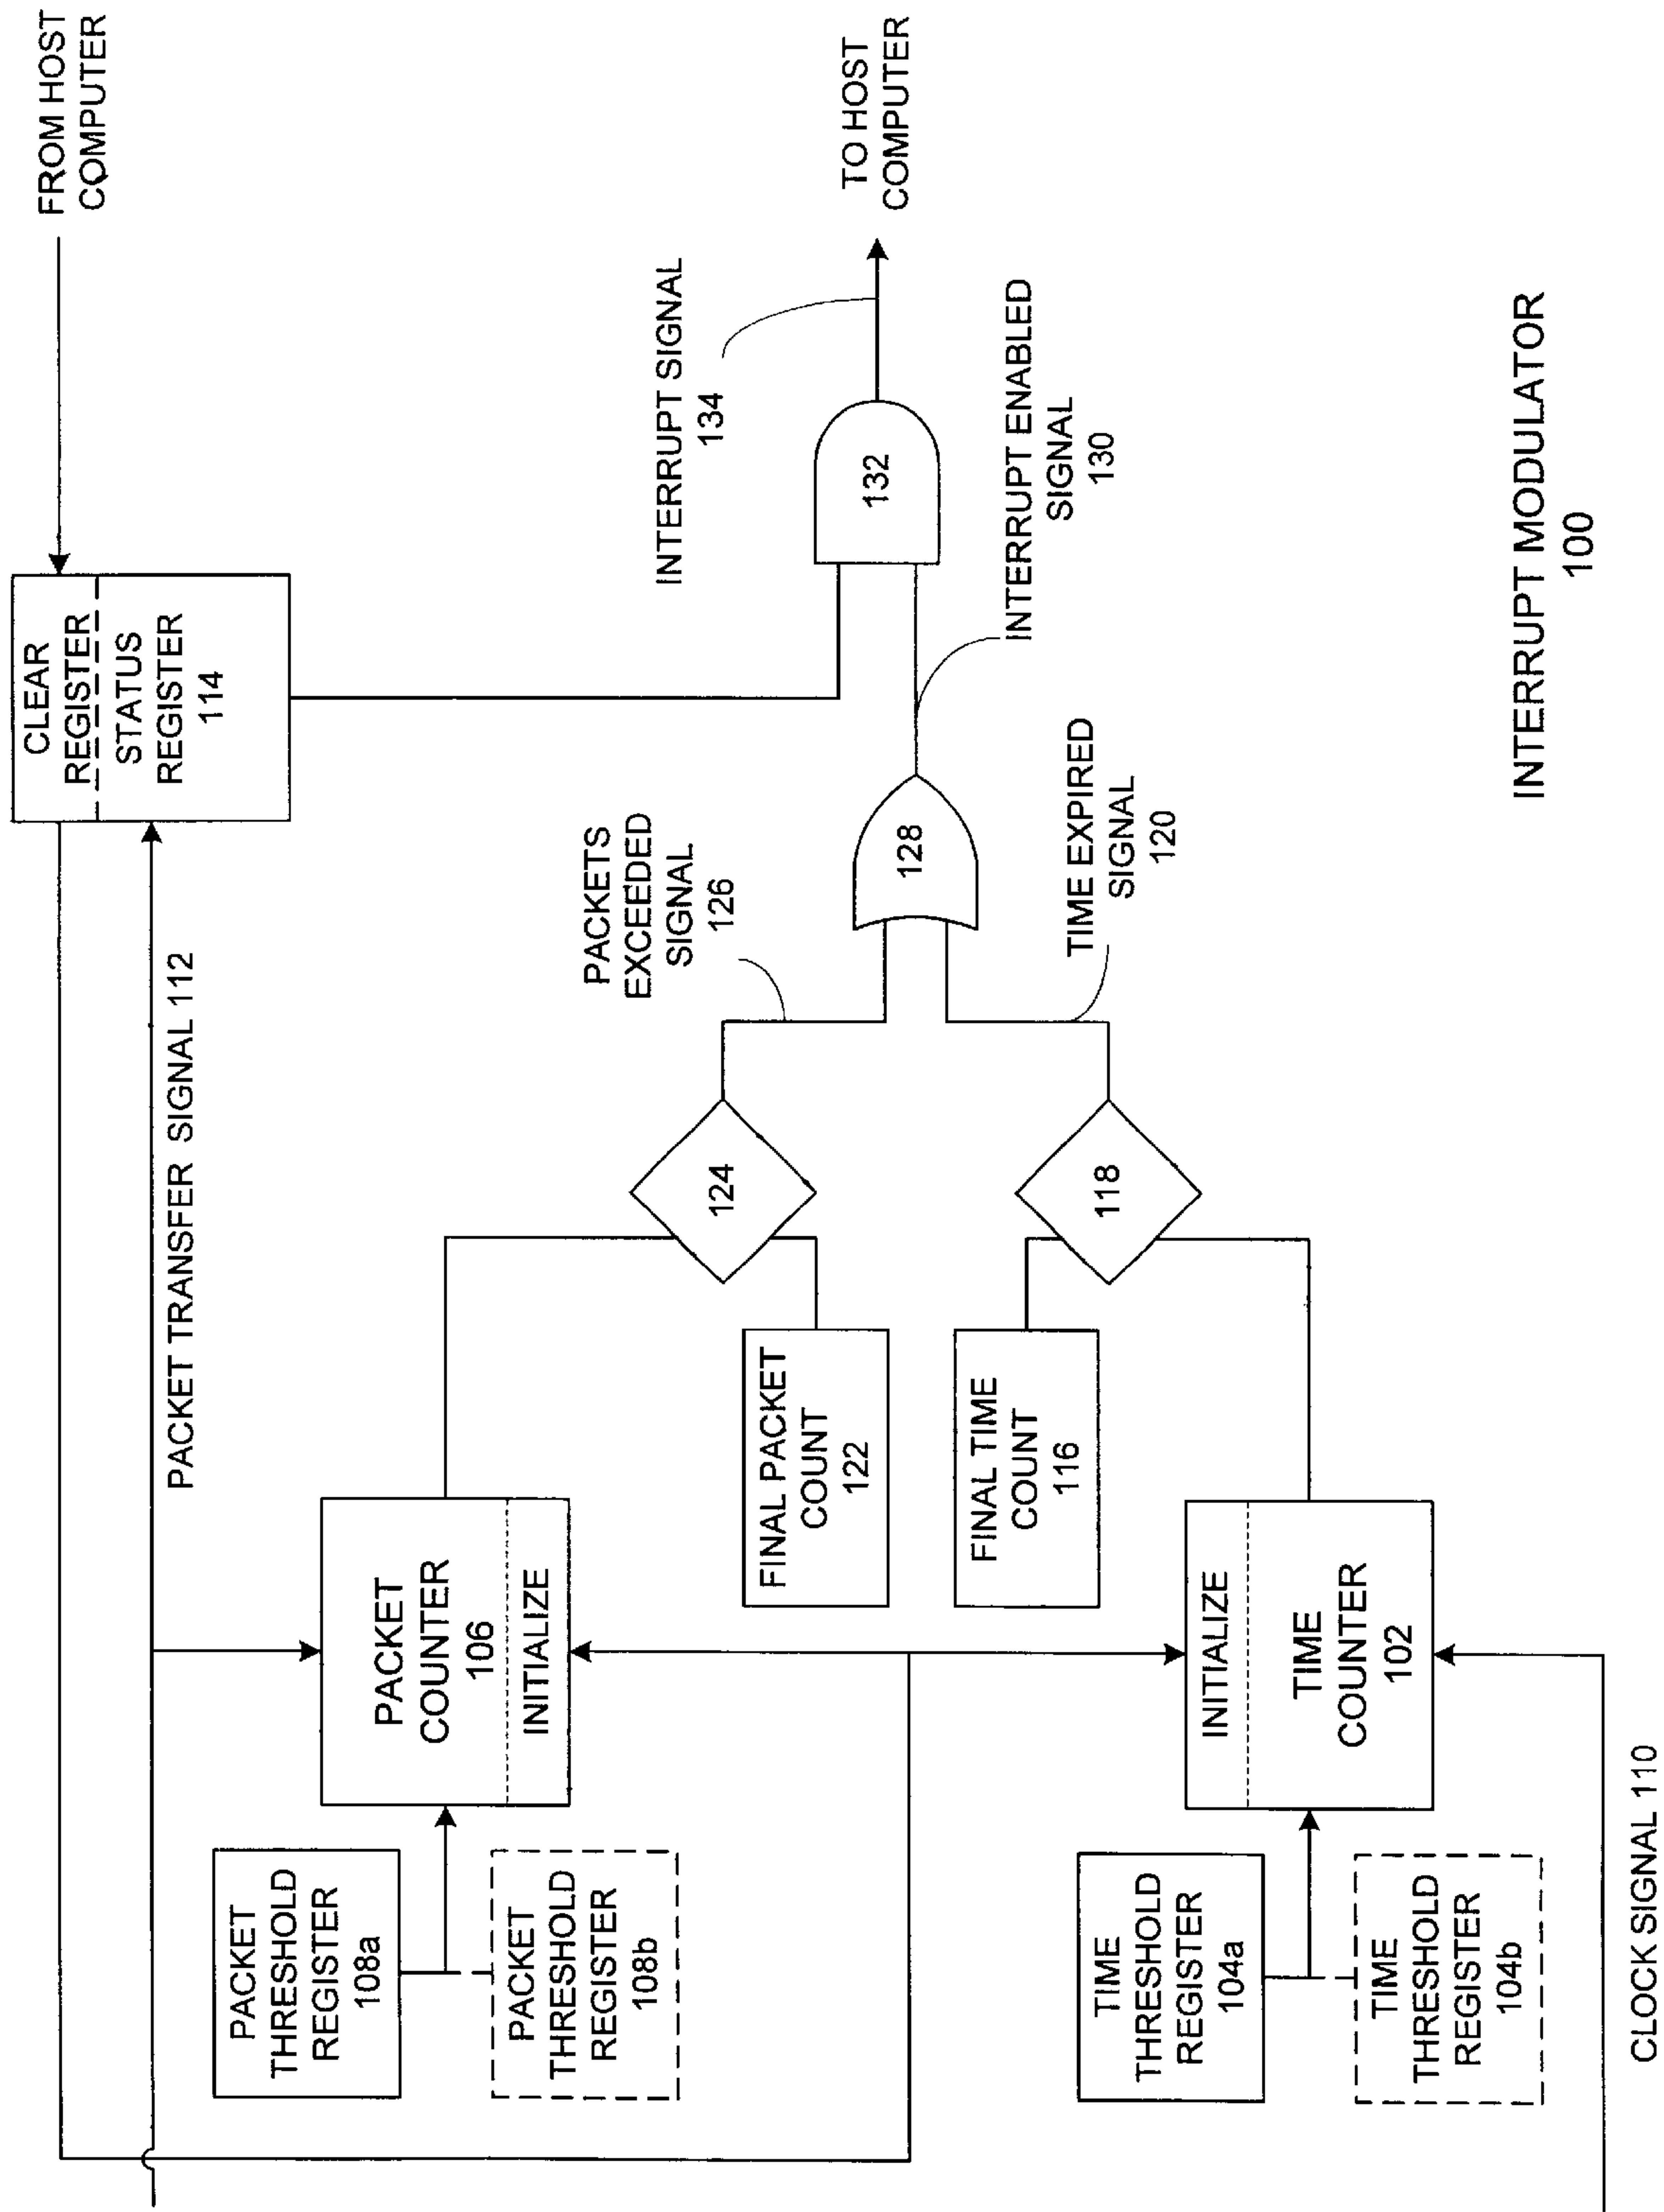 FROM HOST
COMPUTER
CLEAR
REGISTER
STATUS
REGISTER
114
PACKET TRANSFER SIGNAL 112
PACKET
THRESHOLD
REGISTER
108a
PACKET
THRESHOLD
REGISTER
108b
PACKET
COUNTER
106
INITIALIZE
FINAL PACKET
COUNT
122
124
PACKETS
EXCEEDED
SIGNAL
126
128
INTERRUPT SIGNAL
134
132
TO HOST
COMPUTER
INTERRUPT ENABLED
SIGNAL
130
TIME EXPIRED
SIGNAL
120
FINAL TIME
COUNT
116
118
INITIALIZE
TIME
COUNTER
102
TIME
THRESHOLD
REGISTER
104a
TIME
THRESHOLD
REGISTER
104b
CLOCK SIGNAL 110
INTERRUPT MODULATOR
100